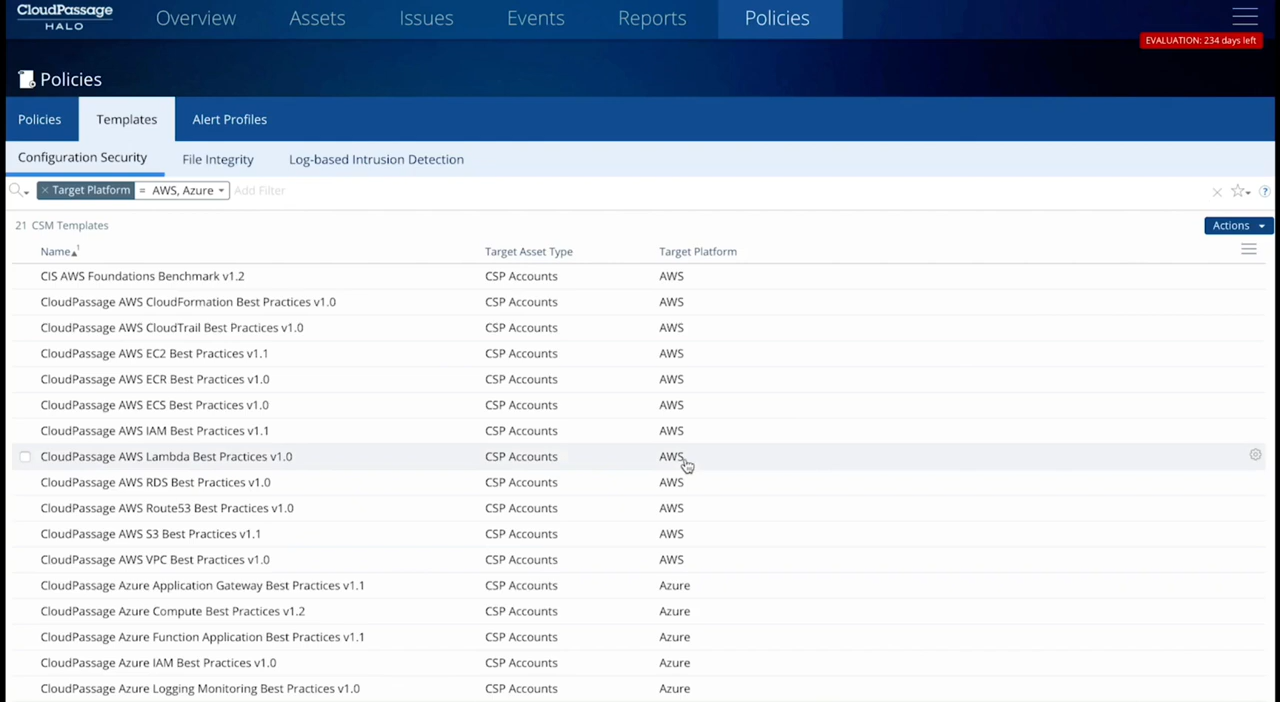 CloudPassage
HALO
Overview Assets Issues Events Reports Policies
EVALUATION: 234 days left
Policies
Policies Templates Alert Profiles
Configuration Security File Integrity Log-based Intrusion Detection
× Target Platform = AWS, Azure Add Filter
21 CSM Templates
Actions
Name 1 Target Asset Type Target Platform
CIS AWS Foundations Benchmark v1.2 CSP Accounts AWS
CloudPassage AWS CloudFormation Best Practices v1.0 CSP Accounts AWS
CloudPassage AWS CloudTrail Best Practices v1.0 CSP Accounts AWS
CloudPassage AWS EC2 Best Practices v1.1 CSP Accounts AWS
CloudPassage AWS ECR Best Practices v1.0 CSP Accounts AWS
CloudPassage AWS ECS Best Practices v1.0 CSP Accounts AWS
CloudPassage AWS IAM Best Practices v1.1 CSP Accounts AWS
CloudPassage AWS Lambda Best Practices v1.0 CSP Accounts AWS
CloudPassage AWS RDS Best Practices v1.0 CSP Accounts AWS
CloudPassage AWS Route53 Best Practices v1.0 CSP Accounts AWS
CloudPassage AWS S3 Best Practices v1.1 CSP Accounts AWS
CloudPassage AWS VPC Best Practices v1.0 CSP Accounts AWS
CloudPassage Azure Application Gateway Best Practices v1.1 CSP Accounts Azure
CloudPassage Azure Compute Best Practices v1.2 CSP Accounts Azure
CloudPassage Azure Function Application Best Practices v1.1 CSP Accounts Azure
CloudPassage Azure IAM Best Practices v1.0 CSP Accounts Azure
CloudPassage Azure Logging Monitoring Best Practices v1.0 CSP Accounts Azure